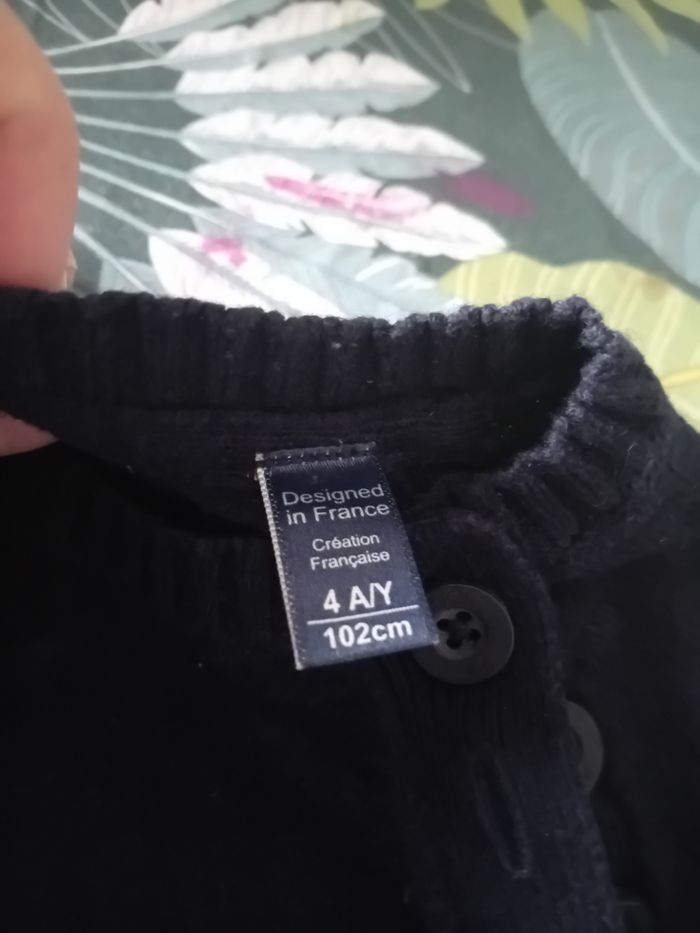 Designed
in France
Création
Française
4 A/Y
102cm